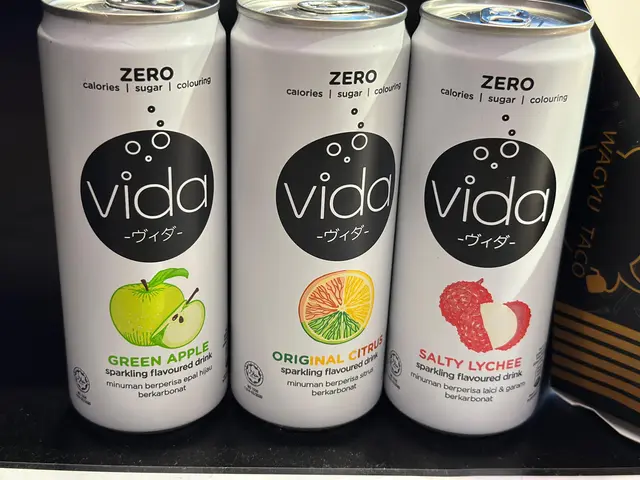 ZERO
calories | sugar | colouring
vida
-ヴィダ-
GREEN APPLE
sparkling flavoured drink
minuman berperisa epal hijau
berkarbonat
ZERO
calories | sugar | colouring
vida
-ヴィダ-
ORIGINAL CITRUS
sparkling flavoured drink
minuman berperisa sitrus
berkarbonat
ZERO
calories | sugar | colouring
vida
-ヴィダ-
SALTY LYCHEE
sparkling flavoured drink
minuman berperisa laici & garam
berkarbonat
WAGYU TACO